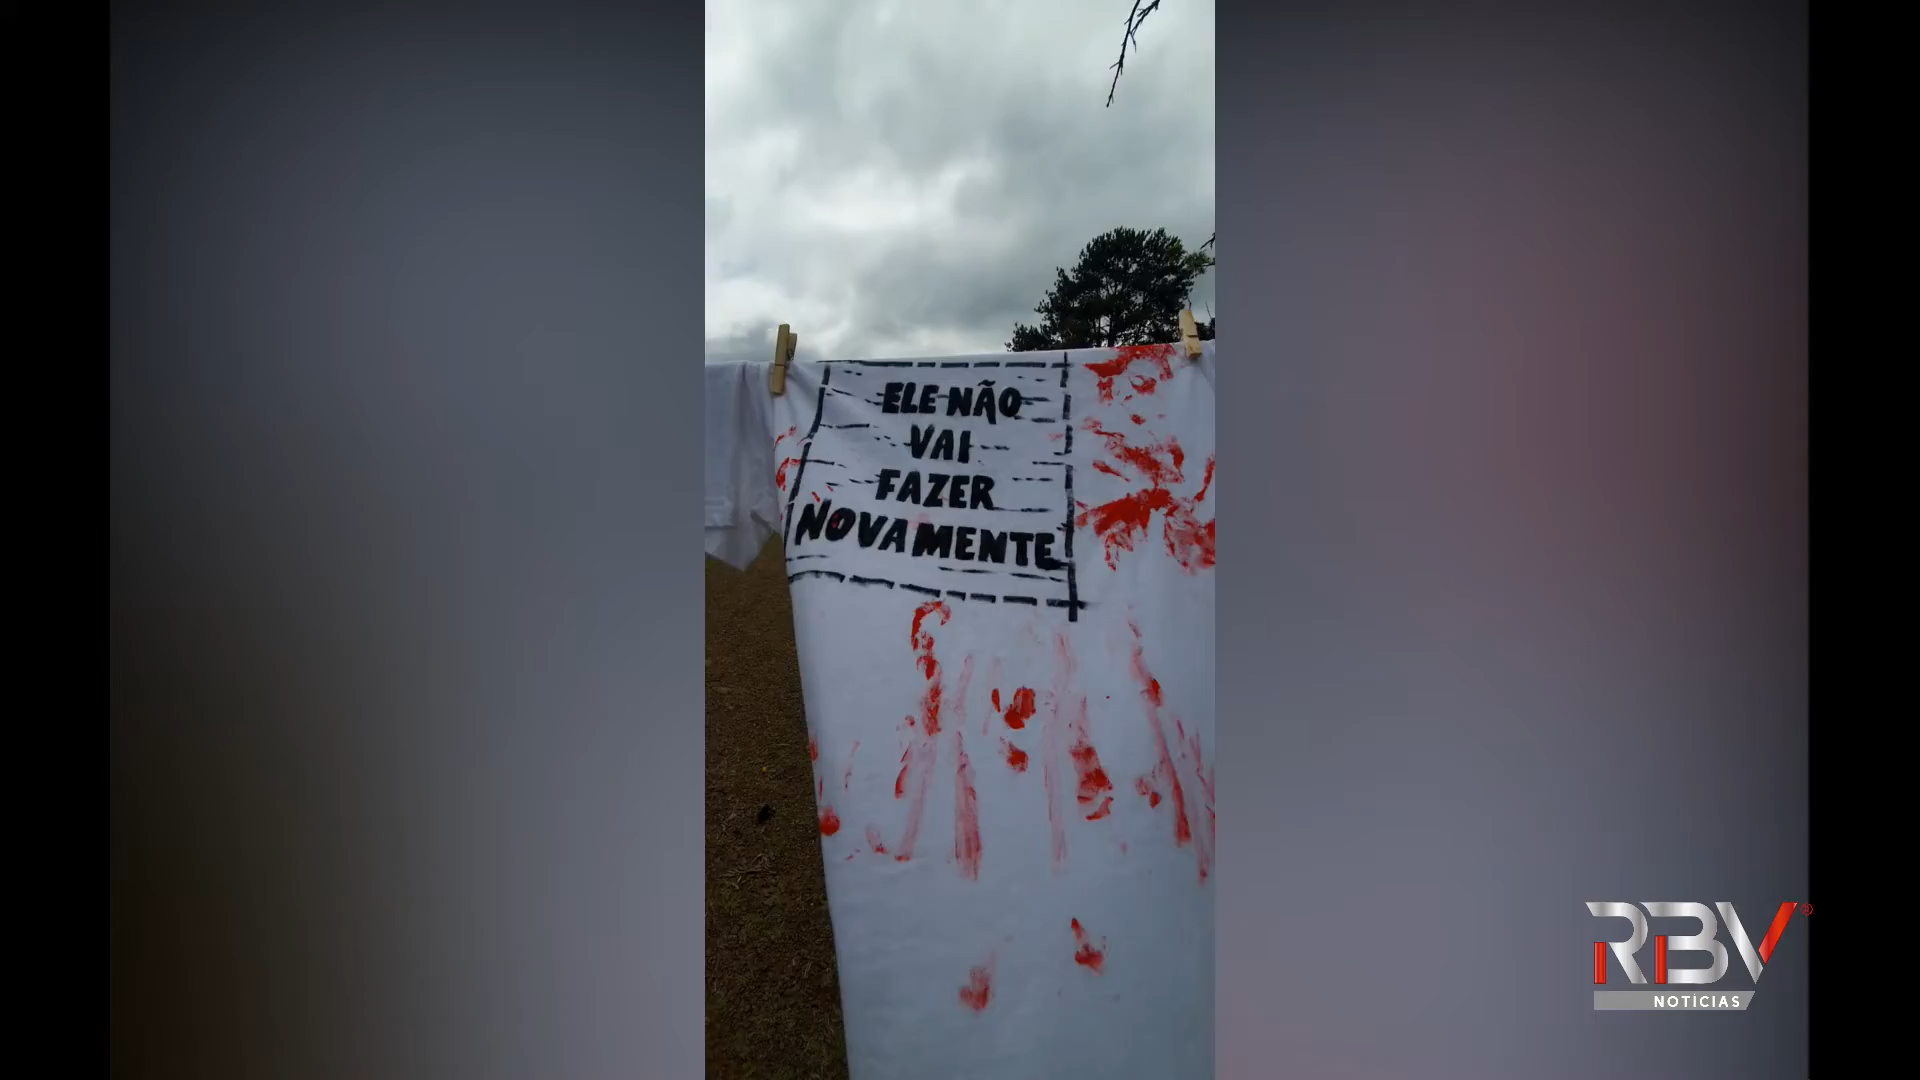 ELE NÃO
VAI
FAZER
NOVAMENTE
RBV
NOTÍCIAS